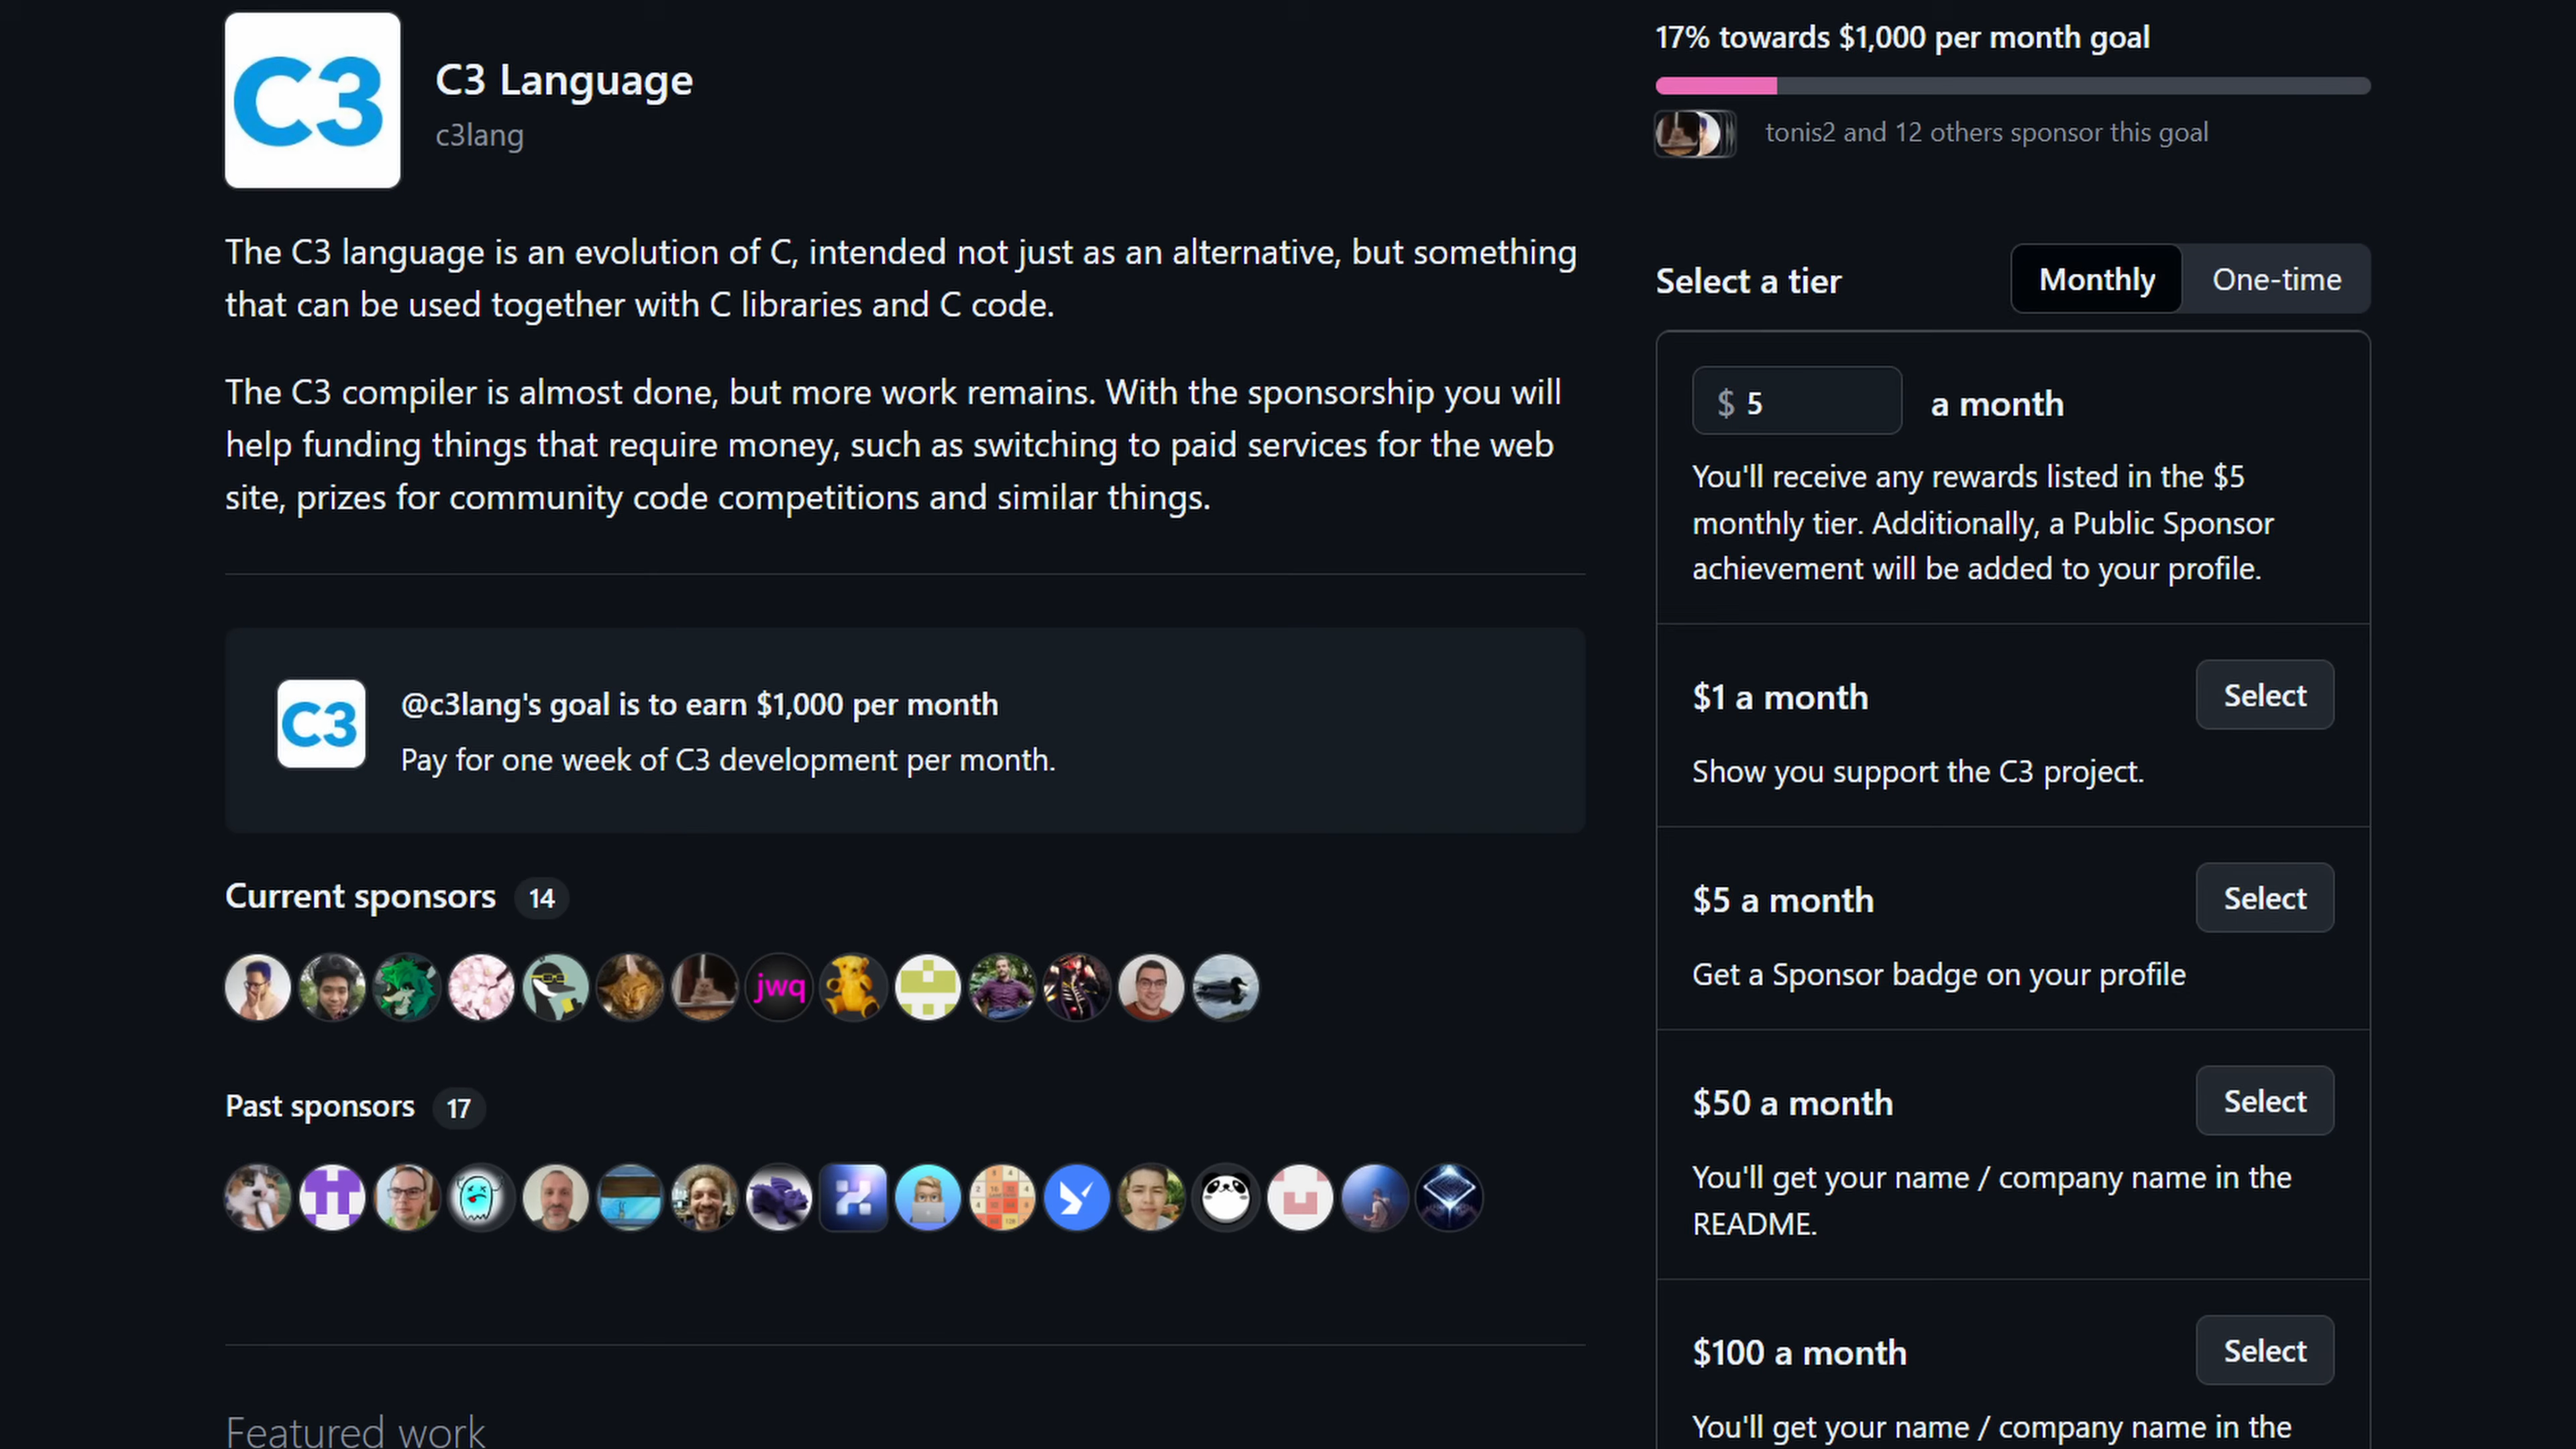 C3
C3 Language
c3lang
The C3 language is an evolution of C, intended not just as an alternative, but something
that can be used together with C libraries and C code.
The C3 compiler is almost done, but more work remains. With the sponsorship you will
help funding things that require money, such as switching to paid services for the web
site, prizes for community code competitions and similar things.
C3
@c3lang's goal is to earn $1,000 per month
Pay for one week of C3 development per month.
Current sponsors 14
jwq
Past sponsors 17
Featured work
17% towards $1,000 per month goal
tonis2 and 12 others sponsor this goal
Select a tier
Monthly
One-time
$ 5 a month
You'll receive any rewards listed in the $5
monthly tier. Additionally, a Public Sponsor
achievement will be added to your profile.
$1 a month
Select
Show you support the C3 project.
$5 a month
Select
Get a Sponsor badge on your profile
$50 a month
Select
You'll get your name / company name in the
README.
$100 a month
Select
You'll get your name / company name in the